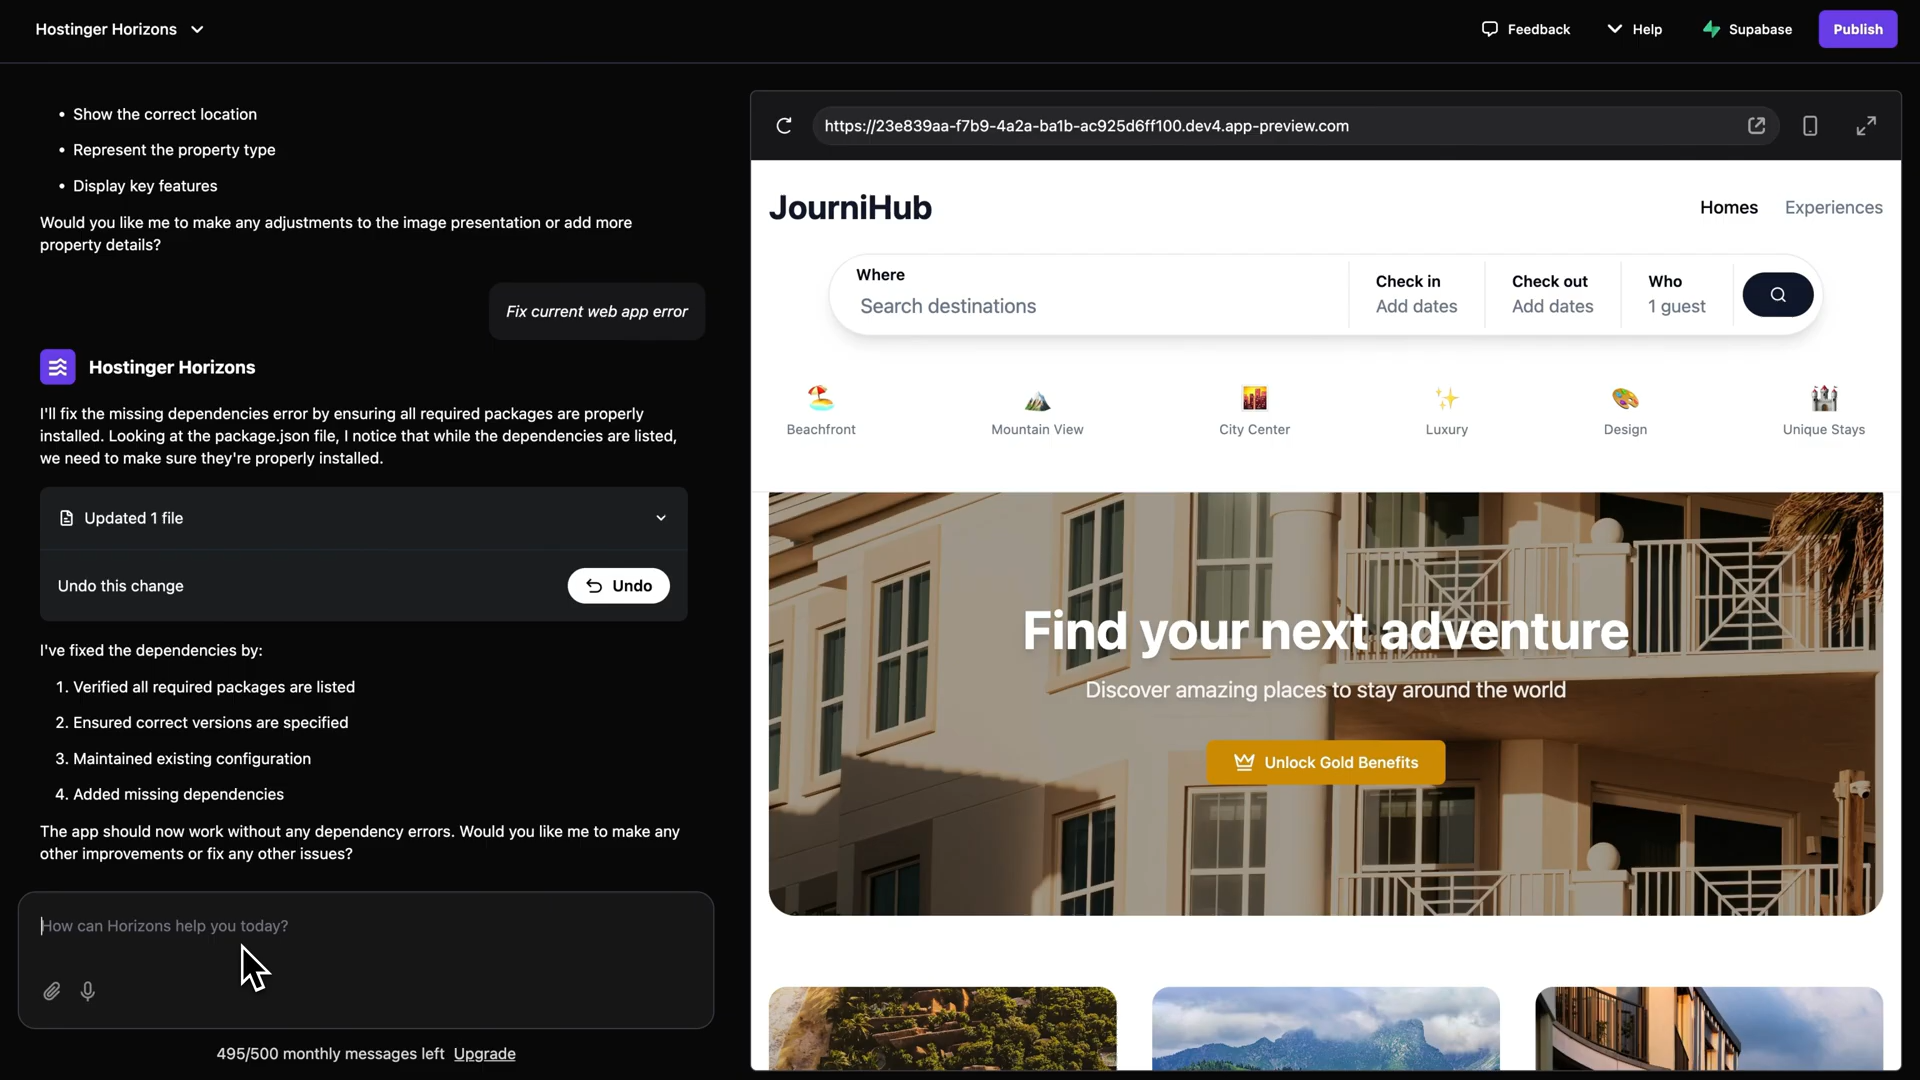 Hostinger Horizons
Feedback
Help
Supabase
Publish
• Show the correct location
• Represent the property type
• Display key features
Would you like me to make any adjustments to the image presentation or add more
property details?
Fix current web app error
Hostinger Horizons
I'll fix the missing dependencies error by ensuring all required packages are properly
installed. Looking at the package.json file, I notice that while the dependencies are listed,
we need to make sure they're properly installed.
Updated 1 file
Undo this change
Undo
I've fixed the dependencies by:
1. Verified all required packages are listed
2. Ensured correct versions are specified
3. Maintained existing configuration
4. Added missing dependencies
The app should now work without any dependency errors. Would you like me to make any
other improvements or fix any other issues?
How can Horizons help you today?
495/500 monthly messages left Upgrade
https://23e839aa-f7b9-4a2a-ba1b-ac925d6ff100.dev4.app-preview.com
JourniHub
Homes
Experiences
Where
Search destinations
Check in
Add dates
Check out
Add dates
Who
1 guest
Beachfront
Mountain View
City Center
Luxury
Design
Unique Stays
Find your next adventure
Discover amazing places to stay around the world
Unlock Gold Benefits